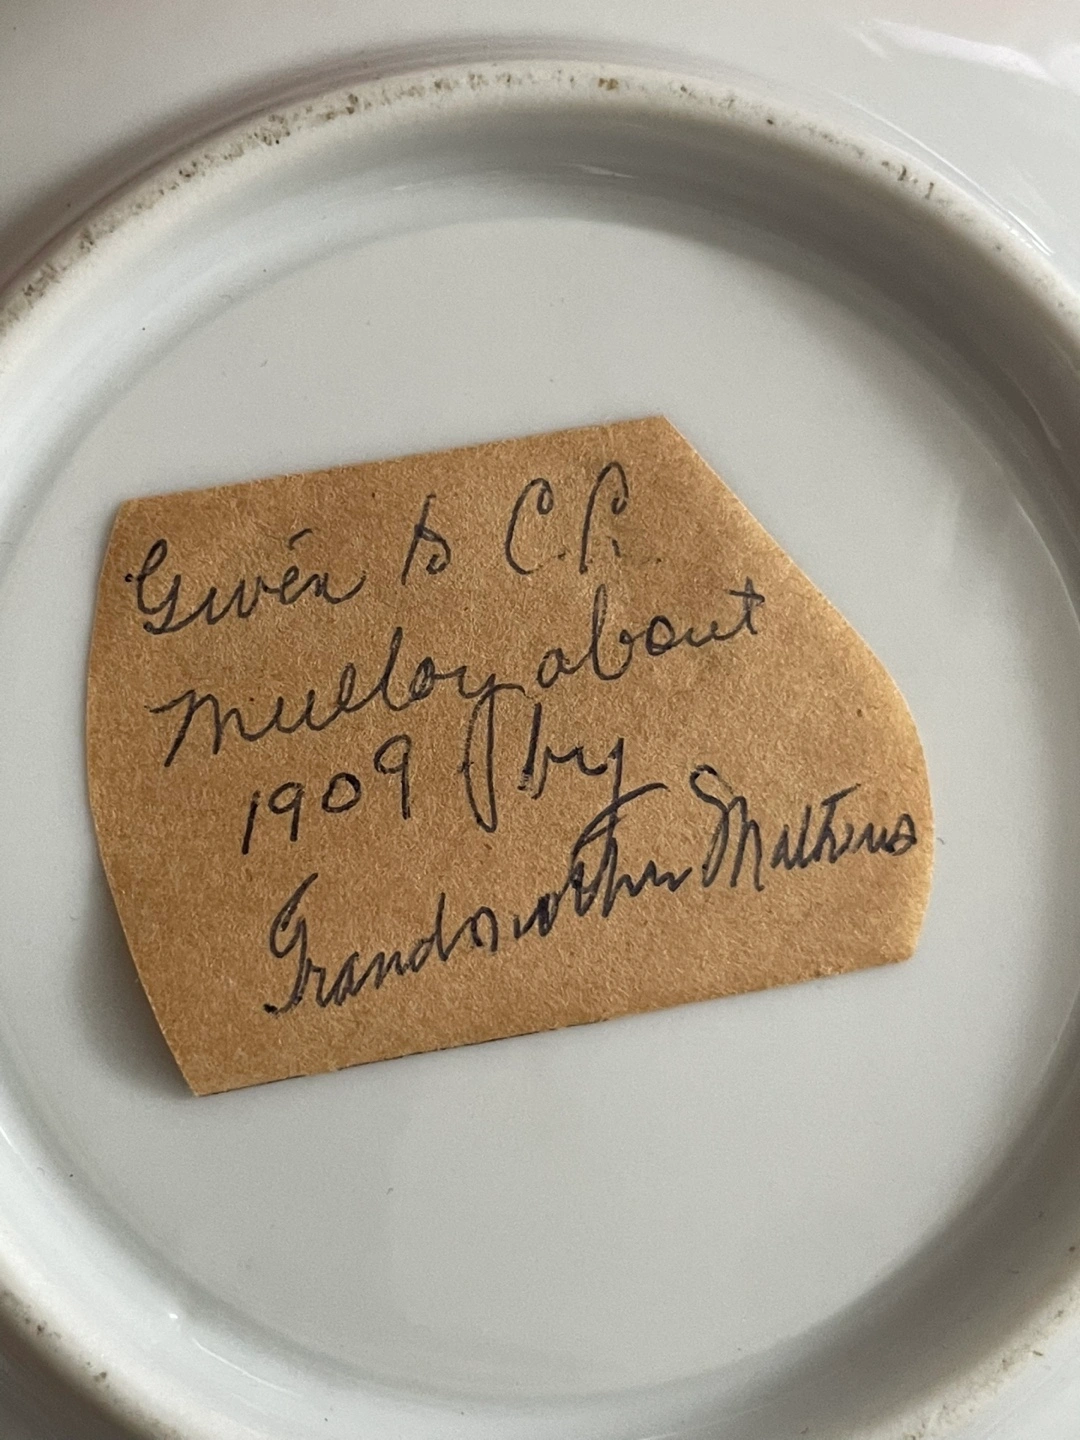 Given to C.P.
Mulloy about
1909 by
Grandmother Mathews